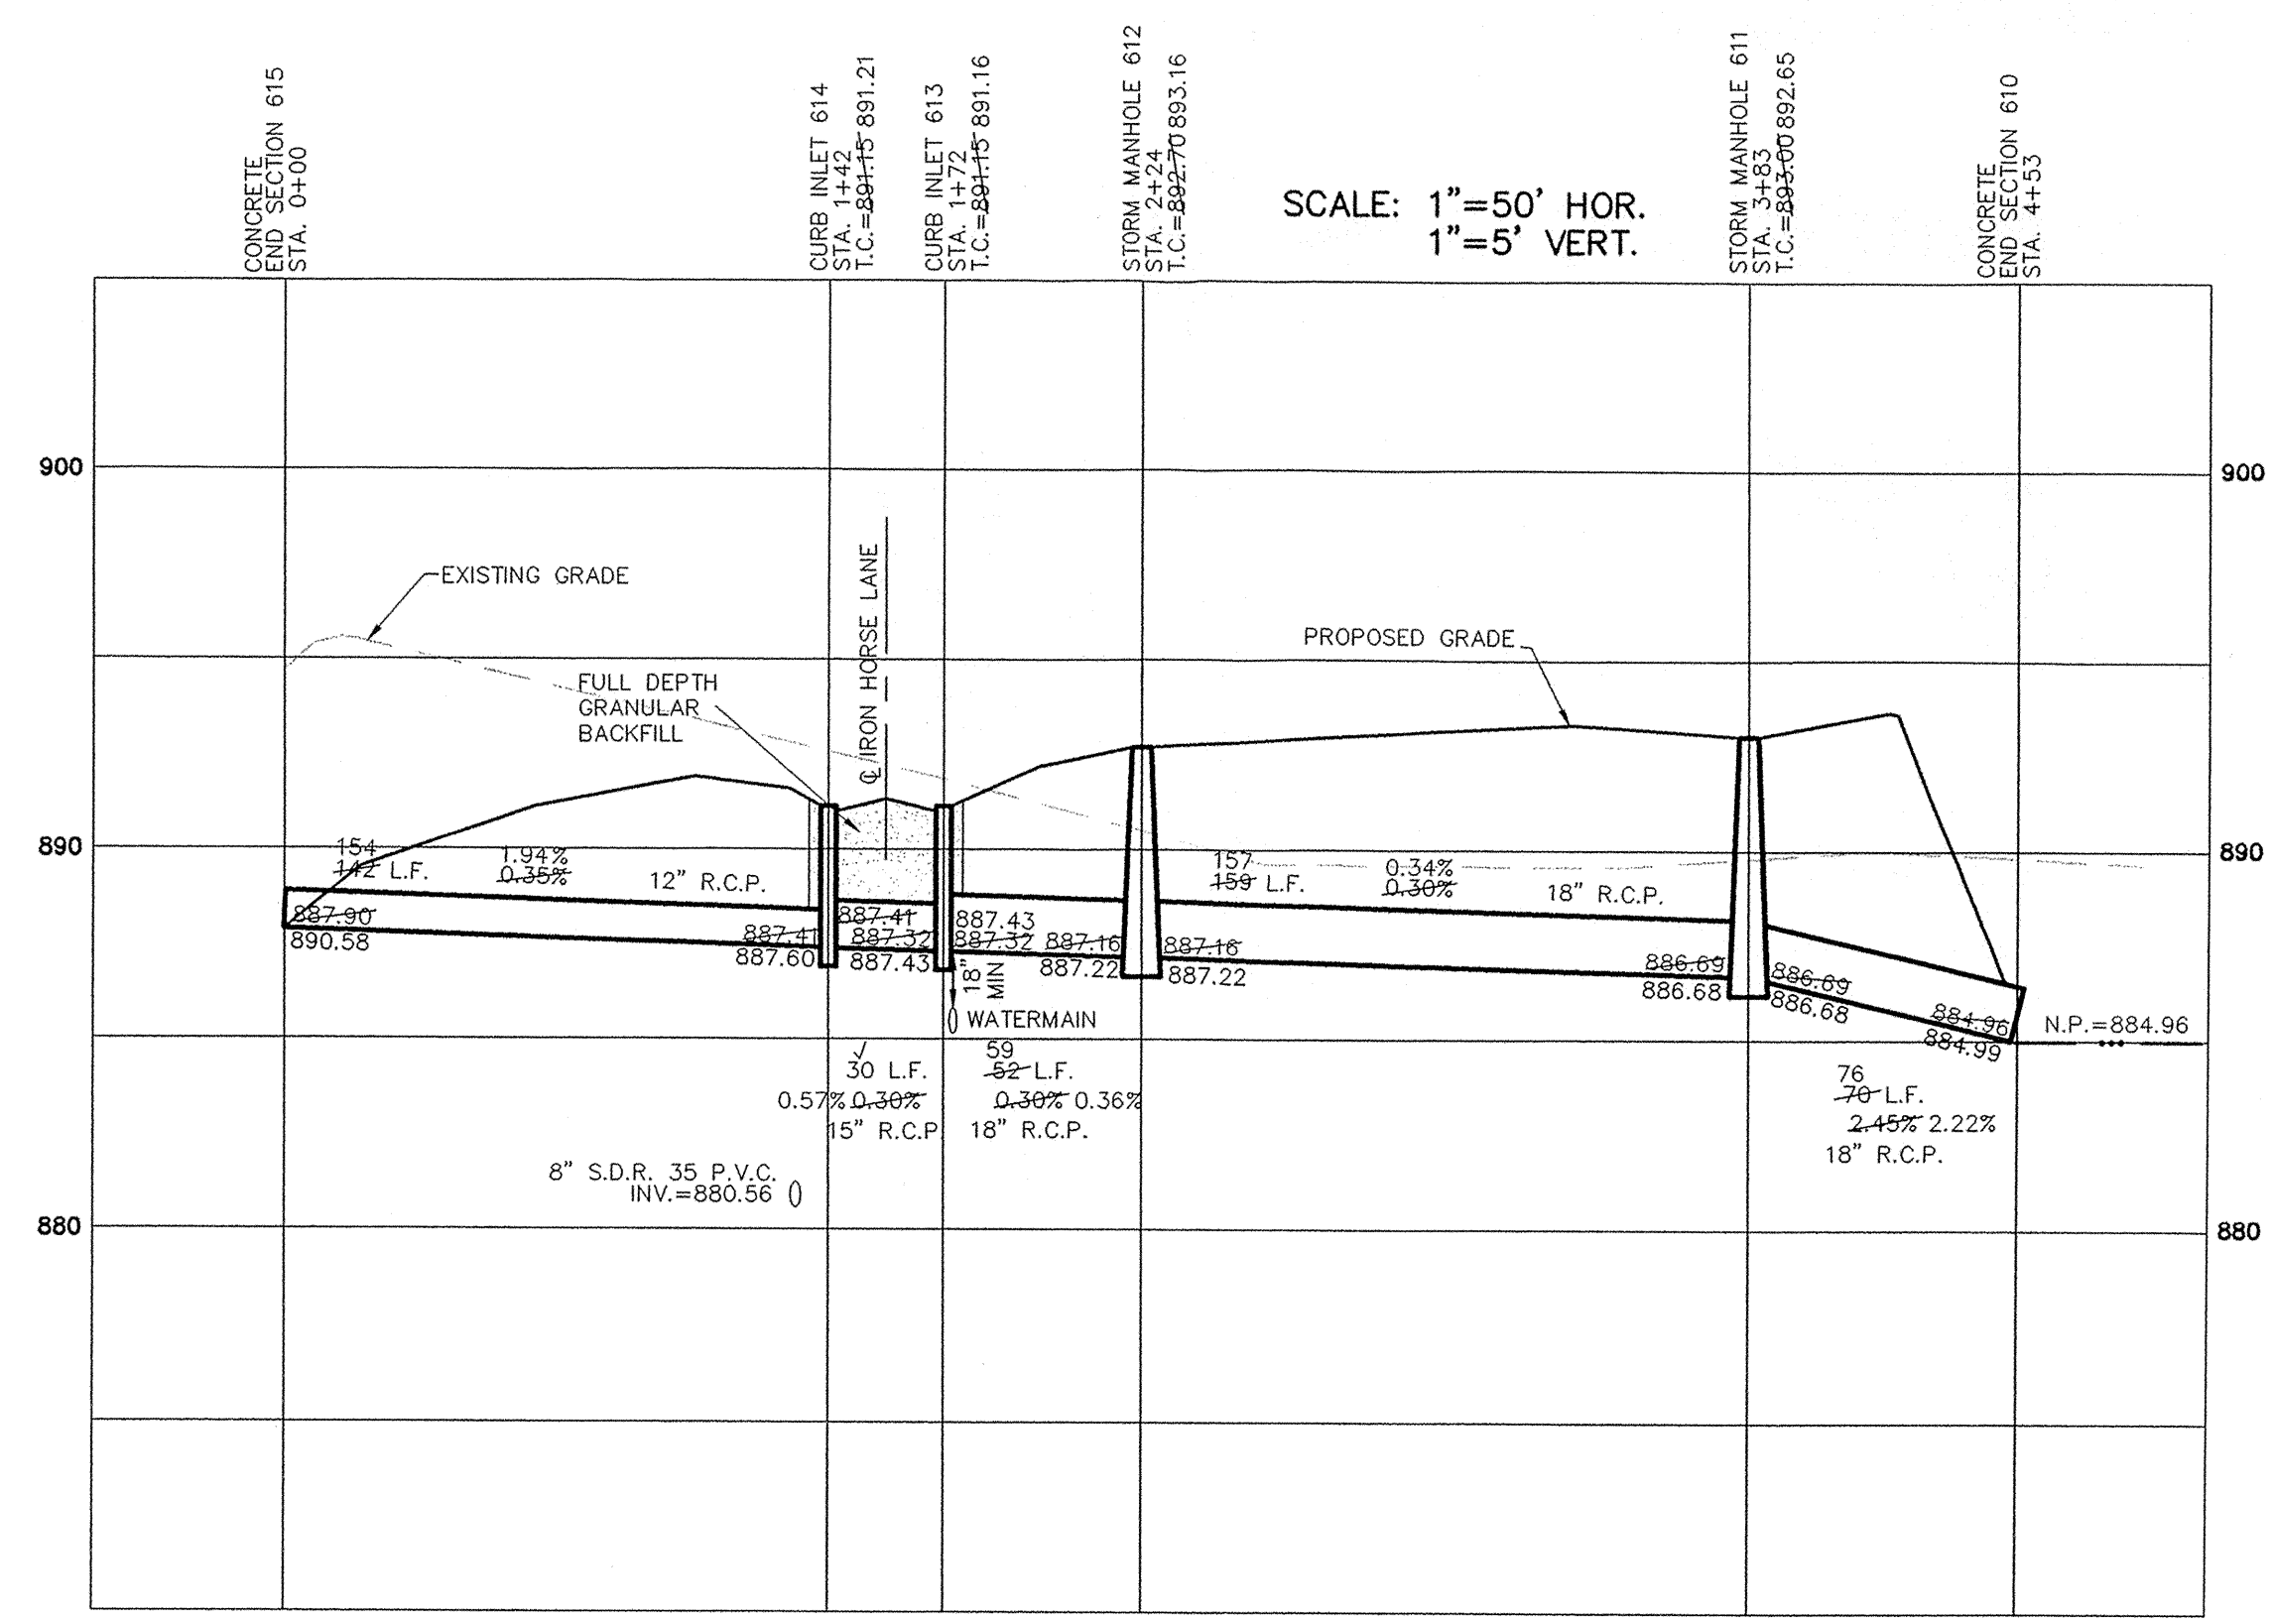 CONCRETE
END SECTION 615
STA. 0+00
CURB INLET 614
STA. 1+42
T.C.=891.15 891.21
CURB INLET 613
STA. 1+72
T.C.=891.15 891.16
STORM MANHOLE 612
STA. 2+24
T.C.=892.70 893.16
SCALE: 1"=50' HOR.
1"=5' VERT.
STORM MANHOLE 611
STA. 3+83
T.C.=893.00 892.65
CONCRETE
END SECTION 610
STA. 4+53
900
900
EXISTING GRADE
℄ IRON HORSE LANE
PROPOSED GRADE
FULL DEPTH
GRANULAR
BACKFILL
890
890
154
142 L.F.
1.94%
0.35%
12" R.C.P.
157
159 L.F.
0.34%
0.30%
18" R.C.P.
887.90
890.58
887.41
887.60
887.41
887.32
887.43
887.43
887.32
887.16
887.22
887.16
887.22
886.69
886.68
886.69
886.68
884.96
884.99
N.P.=884.96
18"
MIN
WATERMAIN
√
30 L.F.
0.57% 0.30%
15" R.C.P.
59
52 L.F.
0.30% 0.36%
18" R.C.P.
76
70 L.F.
2.45% 2.22%
18" R.C.P.
8" S.D.R. 35 P.V.C.
INV.=880.56
880
880